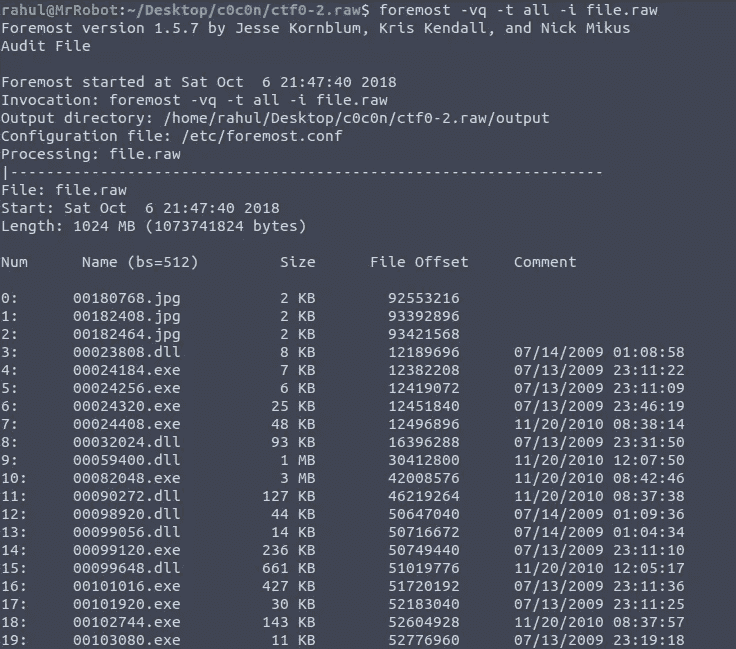 rahul@MrRobot:~/Desktop/c0c0n/ctf0-2.raw$ foremost -vq -t all -i file.raw
Foremost version 1.5.7 by Jesse Kornblum, Kris Kendall, and Nick Mikus
Audit File
Foremost started at Sat Oct  6 21:47:40 2018
Invocation: foremost -vq -t all -i file.raw
Output directory: /home/rahul/Desktop/c0c0n/ctf0-2.raw/output
Configuration file: /etc/foremost.conf
Processing: file.raw
|------------------------------------------------------------------
File: file.raw
Start: Sat Oct  6 21:47:40 2018
Length: 1024 MB (1073741824 bytes)
Num      Name (bs=512)         Size      File Offset     Comment
0:      00180768.jpg           2 KB        92553216
1:      00182408.jpg           2 KB        93392896
2:      00182464.jpg           2 KB        93421568
3:      00023808.dll           8 KB        12189696      07/14/2009 01:08:58
4:      00024184.exe           7 KB        12382208      07/13/2009 23:11:22
5:      00024256.exe           6 KB        12419072      07/13/2009 23:11:09
6:      00024320.exe          25 KB        12451840      07/13/2009 23:46:19
7:      00024408.exe          48 KB        12496896      11/20/2010 08:38:14
8:      00032024.dll          93 KB        16396288      07/13/2009 23:31:50
9:      00059400.dll           1 MB        30412800      11/20/2010 12:07:50
10:     00082048.exe           3 MB        42008576      11/20/2010 08:42:46
11:     00090272.dll         127 KB        46219264      11/20/2010 08:37:38
12:     00098920.dll          44 KB        50647040      07/14/2009 01:09:36
13:     00099056.dll          14 KB        50716672      07/14/2009 01:04:34
14:     00099120.exe         236 KB        50749440      07/13/2009 23:11:10
15:     00099648.dll         661 KB        51019776      11/20/2010 12:05:17
16:     00101016.exe         427 KB        51720192      07/13/2009 23:11:36
17:     00101920.exe          30 KB        52183040      07/13/2009 23:11:25
18:     00102744.exe         143 KB        52604928      11/20/2010 08:37:57
19:     00103080.exe          11 KB        52776960      07/13/2009 23:19:18